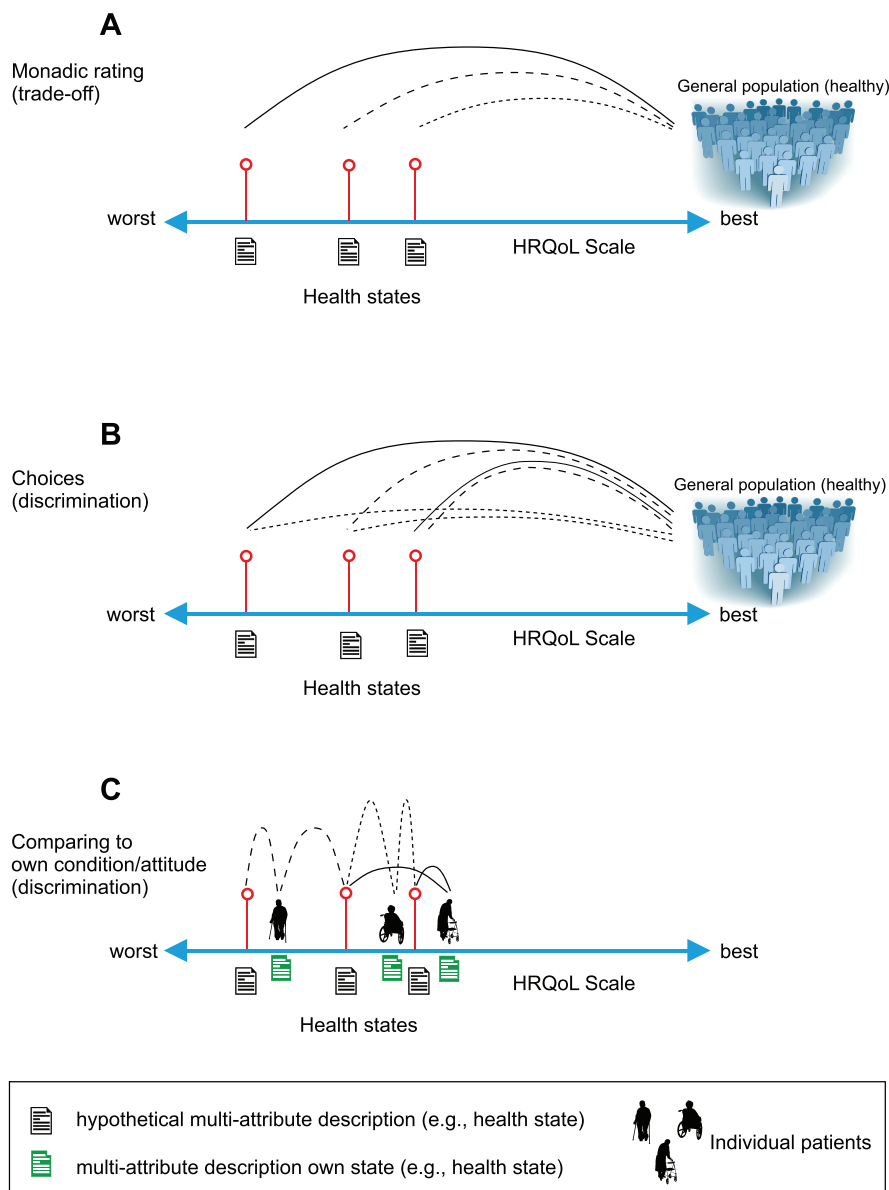 A
Monadic rating
(trade-off)
General population (healthy)
worst
best
HRQoL Scale
Health states
B
Choices
(discrimination)
General population (healthy)
worst
best
HRQoL Scale
Health states
C
Comparing to
own condition/attitude
(discrimination)
worst
best
HRQoL Scale
Health states
hypothetical multi-attribute description (e.g., health state)
Individual patients
multi-attribute description own state (e.g., health state)